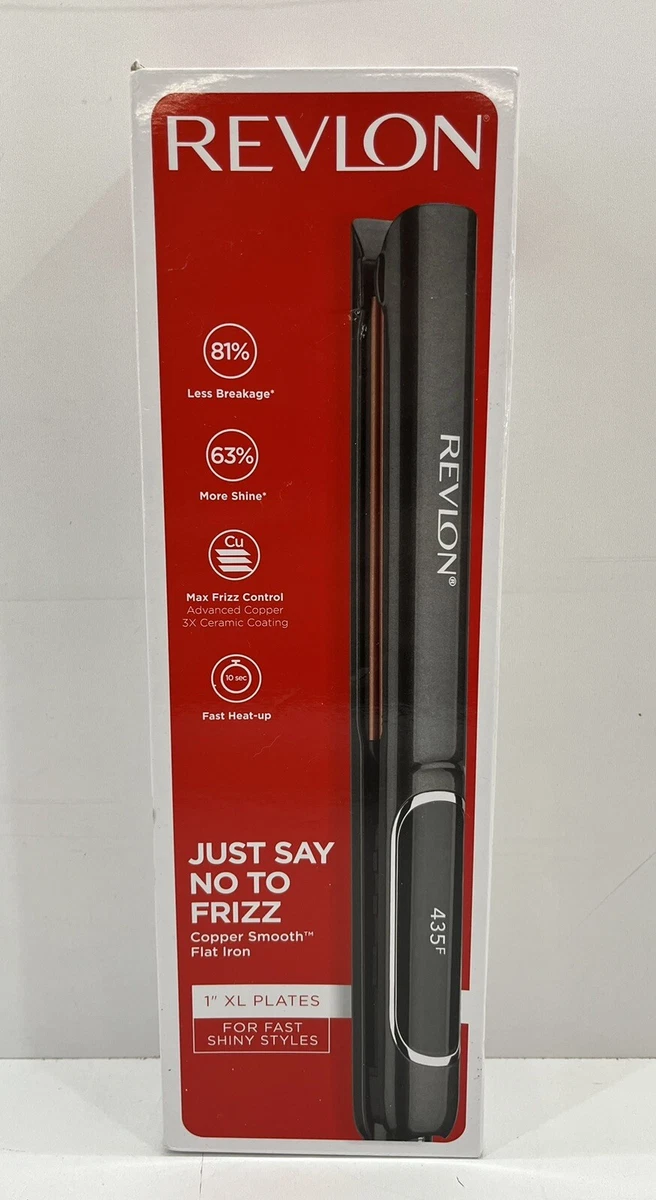 REVLON®
81%
Less Breakage*
63%
More Shine*
Cu
Max Frizz Control
Advanced Copper
3X Ceramic Coating
10 sec
Fast Heat-up
REVLON®
JUST SAY
NO TO
FRIZZ
Copper Smooth™
Flat Iron
435F
1" XL PLATES
FOR FAST
SHINY STYLES